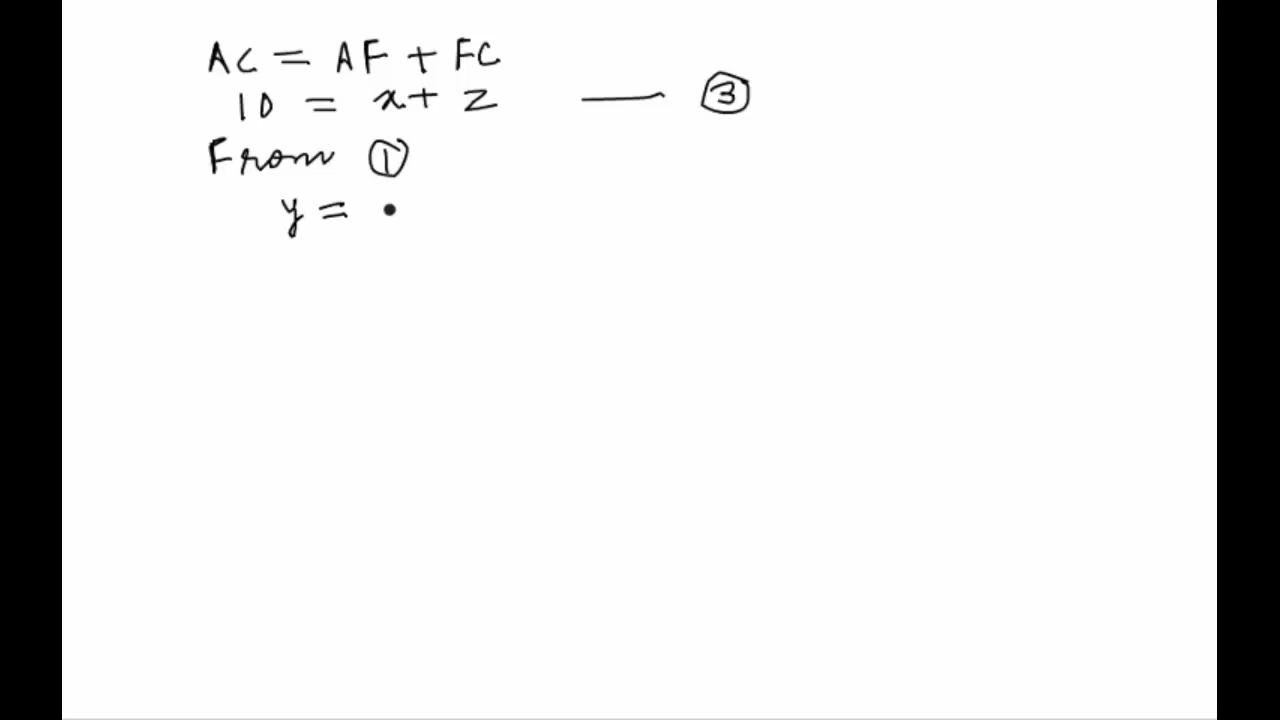 AC = AF + FC
10 = x + z —— ③
From ①
y =